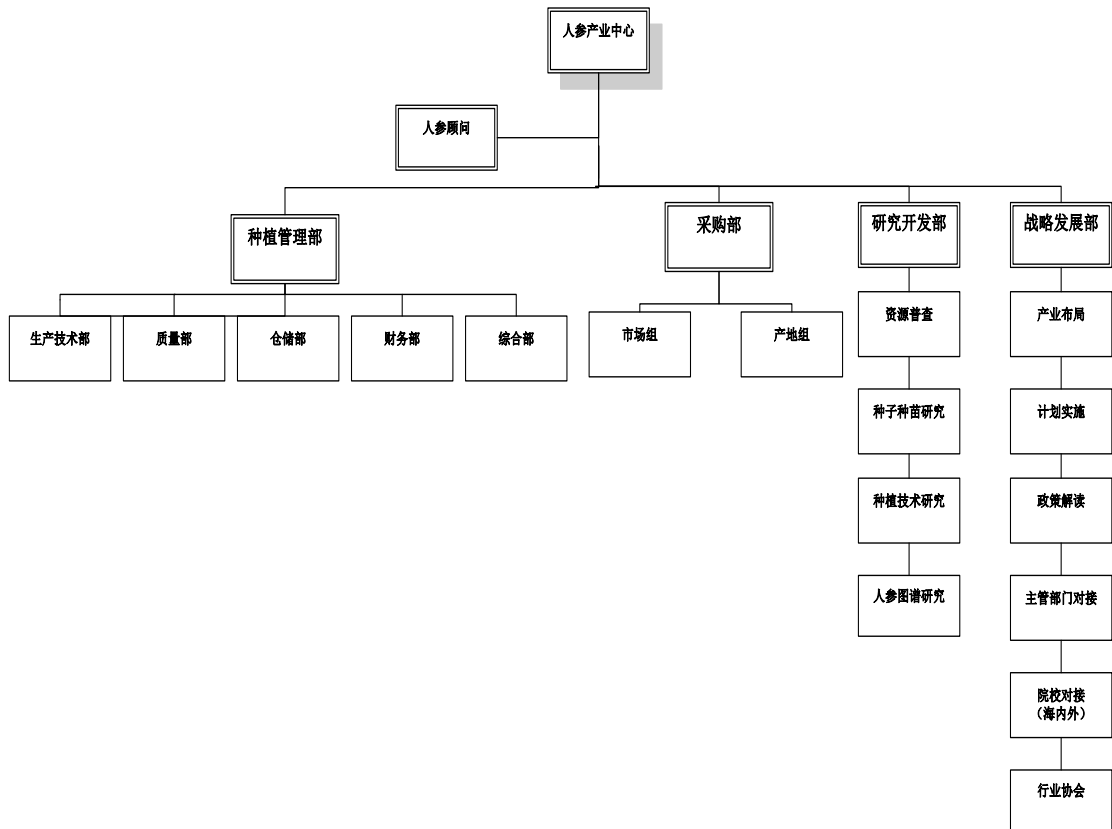 人参产业中心
人参顾问
种植管理部
采购部
研究开发部
战略发展部
生产技术部
质量部
仓储部
财务部
综合部
市场组
产地组
资源普查
产业布局
种子种苗研究
计划实施
种植技术研究
政策解读
人参图谱研究
主管部门对接
院校对接
（海内外）
行业协会